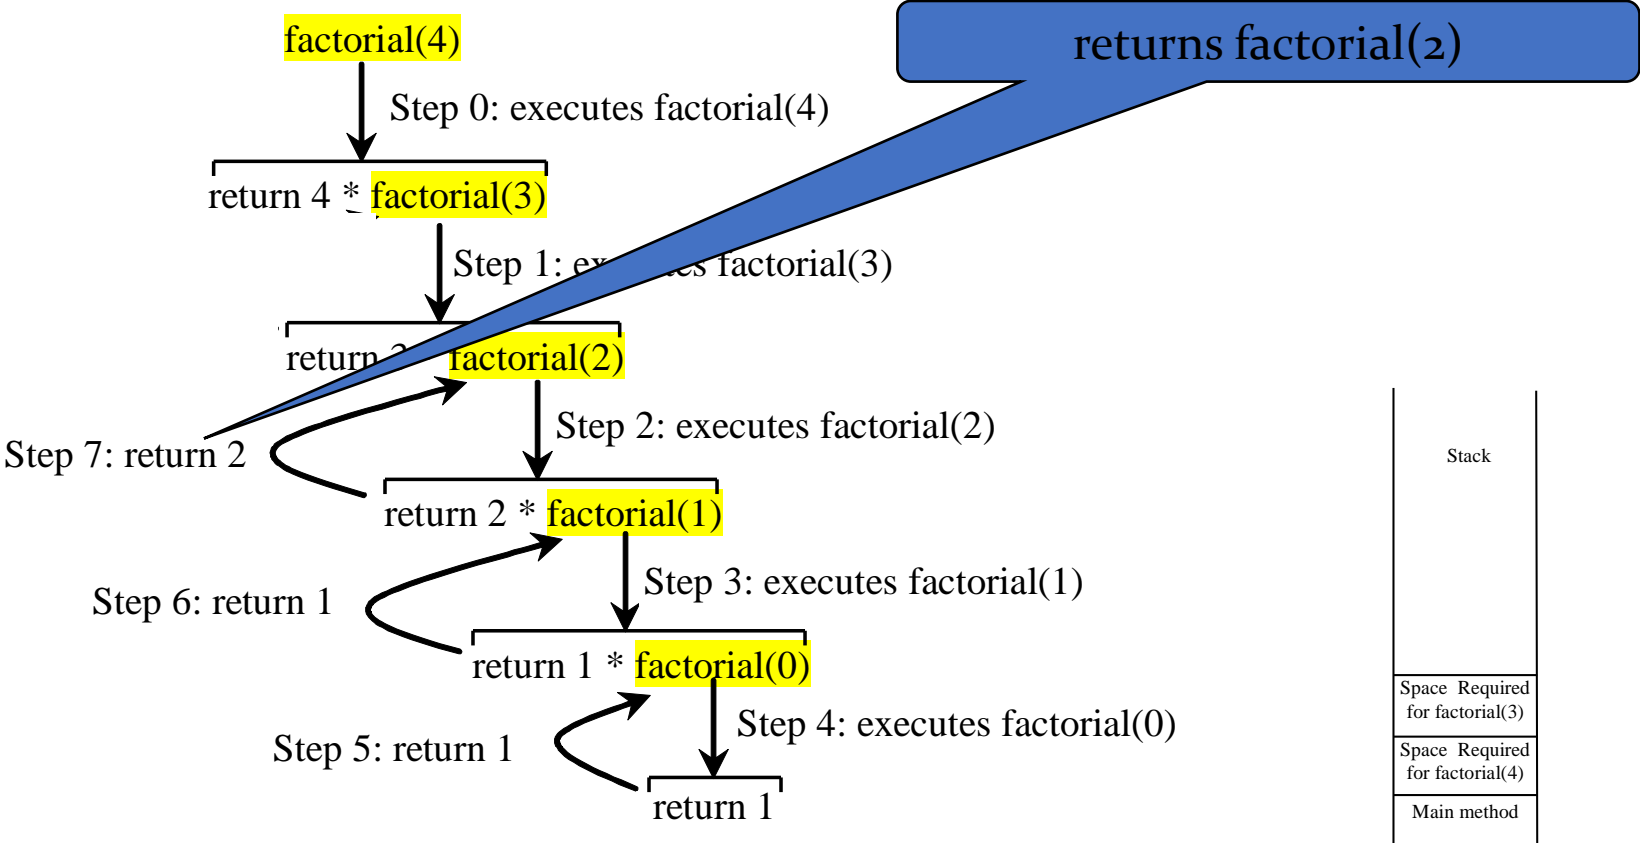 factorial(4)
returns factorial(2)
Step 0: executes factorial(4)
return 4 * factorial(3)
Step 1: executes factorial(3)
return 3 factorial(2)
Step 2: executes factorial(2)
Step 7: return 2
return 2 * factorial(1)
Step 3: executes factorial(1)
Step 6: return 1
return 1 * factorial(0)
Step 4: executes factorial(0)
Step 5: return 1
return 1
Stack
Space Required
for factorial(3)
Space Required
for factorial(4)
Main method